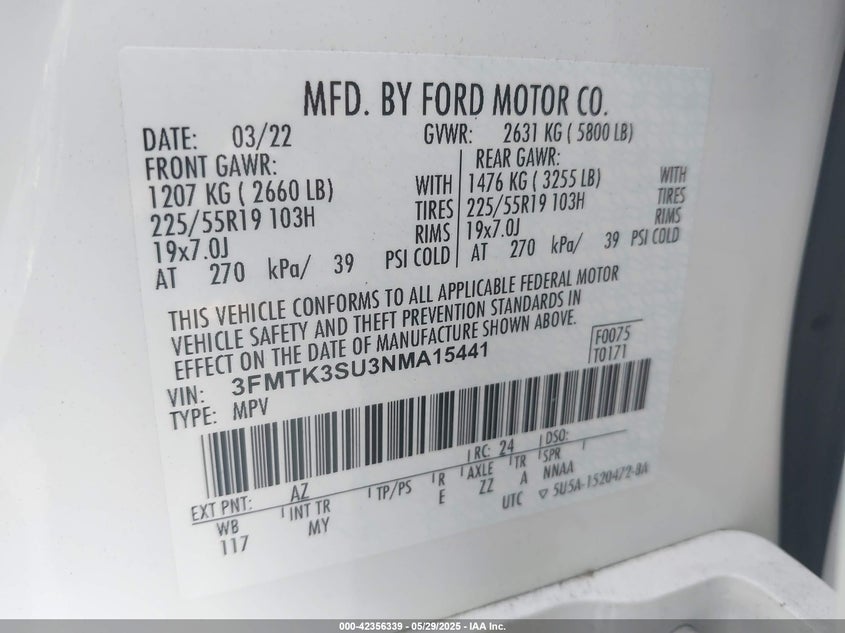 MFD. BY FORD MOTOR CO.
DATE: 03/22 GVWR: 2631 KG ( 5800 LB)
FRONT GAWR: REAR GAWR:
1207 KG ( 2660 LB) WITH 1476 KG ( 3255 LB) WITH
225/55R19 103H TIRES 225/55R19 103H TIRES
19x7.0J RIMS 19x7.0J RIMS
AT 270 kPa/ 39 PSI COLD AT 270 kPa/ 39 PSI COLD
THIS VEHICLE CONFORMS TO ALL APPLICABLE FEDERAL MOTOR
VEHICLE SAFETY AND THEFT PREVENTION STANDARDS IN
EFFECT ON THE DATE OF MANUFACTURE SHOWN ABOVE.
F0075
T0171
VIN: 3FMTK3SU3NMA15441
TYPE: MPV
RC: 24 DSO:
EXT PNT: AZ
WB INT TR TP/PS R AXLE TR SPR
117 MY E ZZ A NNAA
UTC ▽ 5U5A-1520472-BA
000-42356339 - 05/29/2025 - IAA Inc.